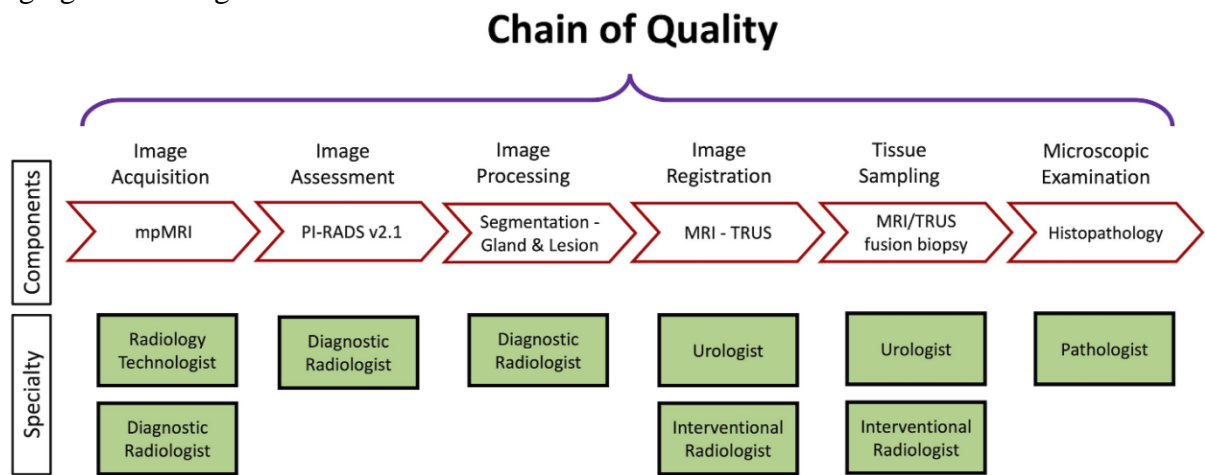 Chain of Quality
Components
Image
Acquisition
Image
Assessment
Image
Processing
Image
Registration
Tissue
Sampling
Microscopic
Examination
mpMRI
PI-RADS v2.1
Segmentation -
Gland & Lesion
MRI - TRUS
MRI/TRUS
fusion biopsy
Histopathology
Specialty
Radiology
Technologist
Diagnostic
Radiologist
Diagnostic
Radiologist
Urologist
Urologist
Pathologist
Diagnostic
Radiologist
Interventional
Radiologist
Interventional
Radiologist